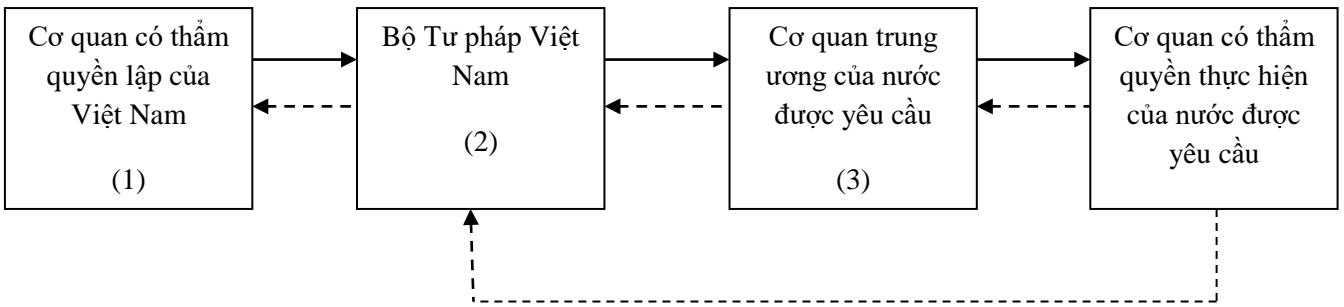 Cơ quan có thẩm
quyền lập của
Việt Nam
(1)
Bộ Tư pháp Việt
Nam
(2)
Cơ quan trung
ương của nước
được yêu cầu
(3)
Cơ quan có thẩm
quyền thực hiện
của nước được
yêu cầu